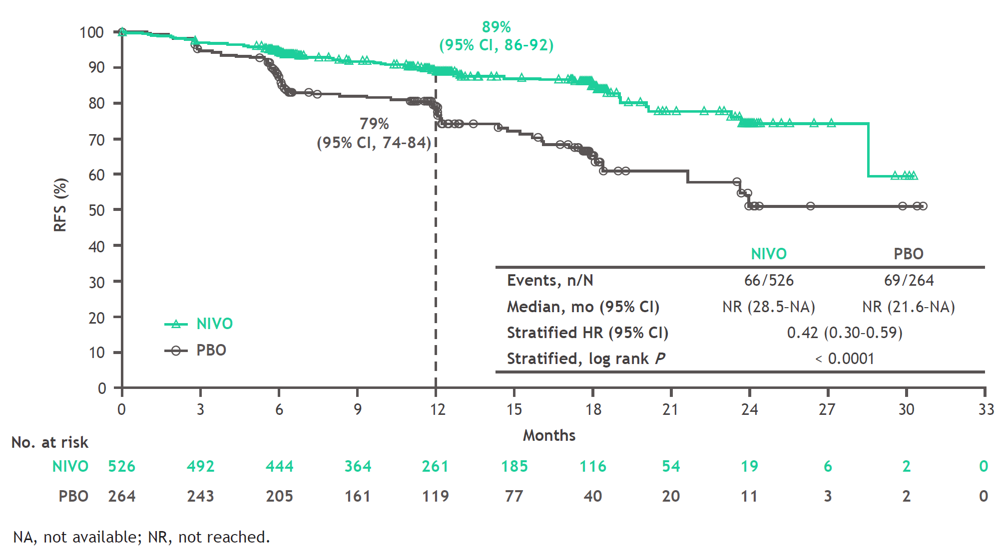 89%
(95% CI, 86–92)
79%
(95% CI, 74–84)
RFS (%)
100
90
80
70
60
50
40
30
20
10
0
0 3 6 9 12 15 18 21 24 27 30 33
Months
NIVO
PBO
NIVO PBO
Events, n/N 66/526 69/264
Median, mo (95% CI) NR (28.5–NA) NR (21.6–NA)
Stratified HR (95% CI) 0.42 (0.30–0.59)
Stratified, log rank P < 0.0001
No. at risk
NIVO 526 492 444 364 261 185 116 54 19 6 2 0
PBO 264 243 205 161 119 77 40 20 11 3 2 0
NA, not available; NR, not reached.